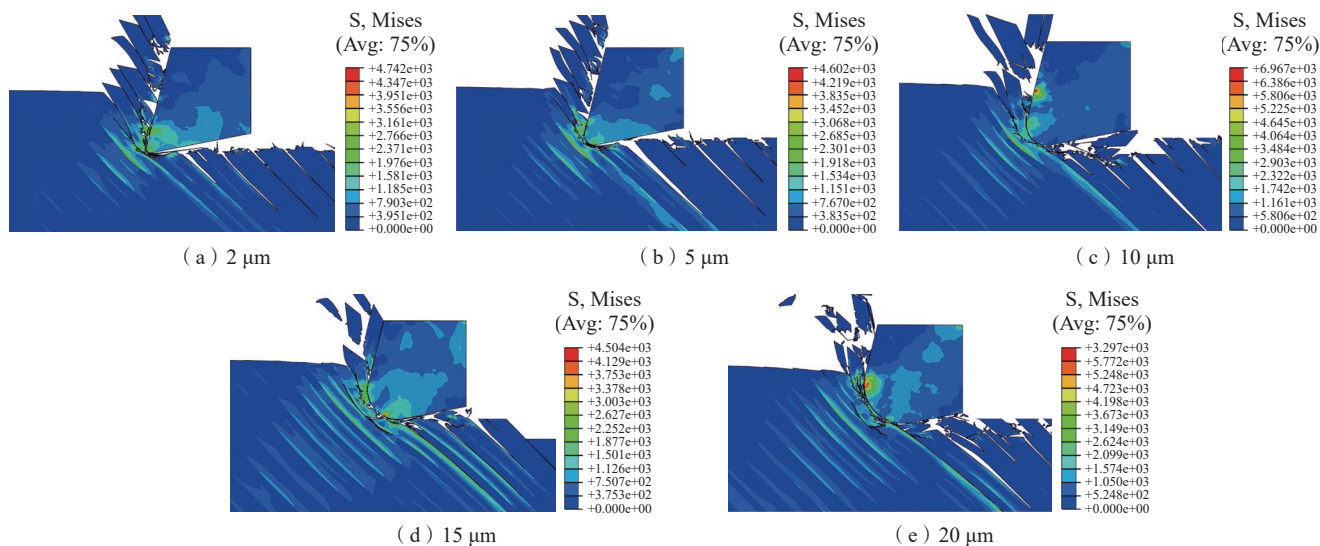 S, Mises
(Avg: 75%)
+4.742e+03
+4.347e+03
+3.951e+03
+3.556e+03
+3.161e+03
+2.766e+03
+2.371e+03
+1.976e+03
+1.581e+03
+1.185e+03
+7.903e+02
+3.951e+02
+0.000e+00
(a) 2 μm
S, Mises
(Avg: 75%)
+4.602e+03
+4.219e+03
+3.835e+03
+3.452e+03
+3.068e+03
+2.685e+03
+2.301e+03
+1.918e+03
+1.534e+03
+1.151e+03
+7.670e+02
+3.835e+02
+0.000e+00
(b) 5 μm
S, Mises
(Avg: 75%)
+6.967e+03
+6.386e+03
+5.806e+03
+5.225e+03
+4.645e+03
+4.064e+03
+3.484e+03
+2.903e+03
+2.322e+03
+1.742e+03
+1.161e+03
+5.806e+02
+0.000e+00
(c) 10 μm
S, Mises
(Avg: 75%)
+4.504e+03
+4.129e+03
+3.753e+03
+3.378e+03
+3.003e+03
+2.627e+03
+2.252e+03
+1.877e+03
+1.501e+03
+1.126e+03
+7.507e+02
+3.753e+02
+0.000e+00
(d) 15 μm
S, Mises
(Avg: 75%)
+3.297e+03
+5.772e+03
+5.248e+03
+4.723e+03
+4.198e+03
+3.673e+03
+3.149e+03
+2.624e+03
+2.099e+03
+1.574e+03
+1.050e+03
+5.248e+02
+0.000e+00
(e) 20 μm